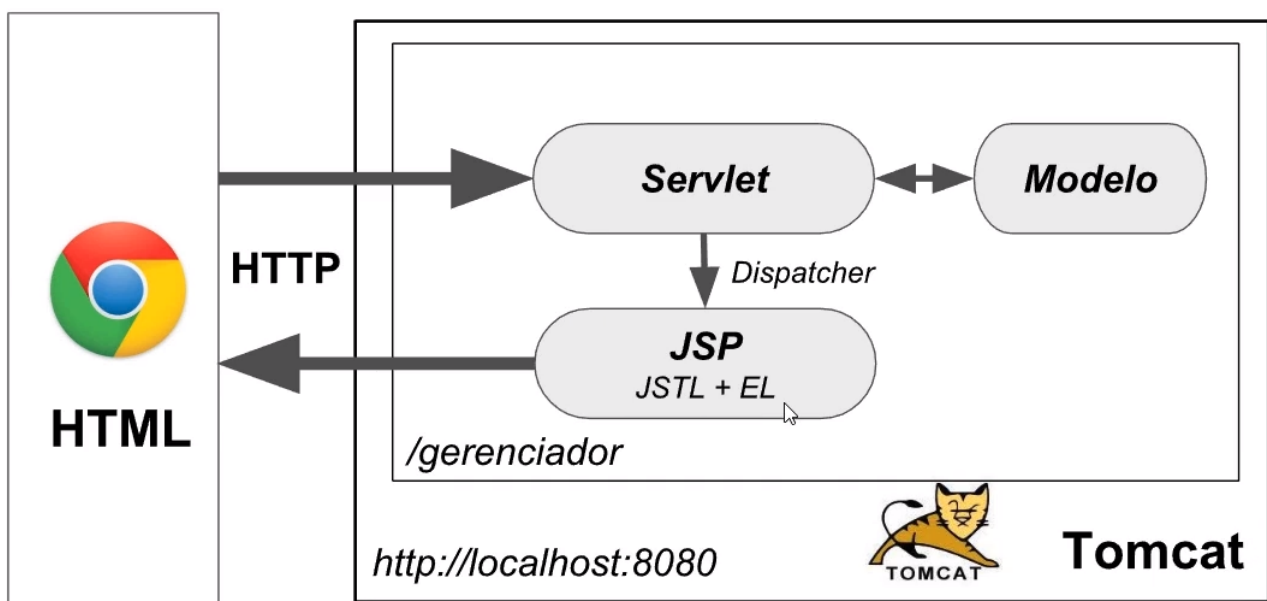 Servlet
Modelo
HTTP
Dispatcher
JSP
JSTL + EL
HTML
/gerenciador
http://localhost:8080
TOMCAT
Tomcat